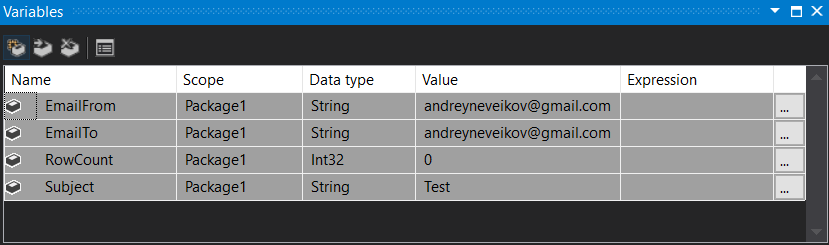 Variables
Name Scope Data type Value Expression
EmailFrom Package1 String andreyneveikov@gmail.com ...
EmailTo Package1 String andreyneveikov@gmail.com ...
RowCount Package1 Int32 0 ...
Subject Package1 String Test ...